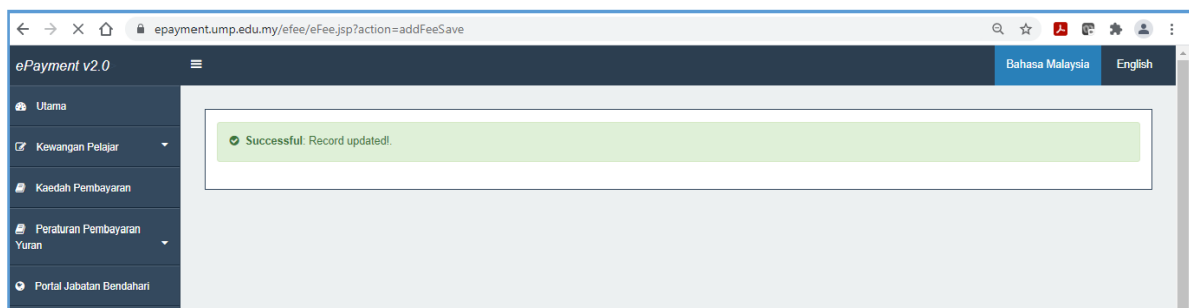 epayment.ump.edu.my/efee/eFee.jsp?action=addFeeSave
ePayment v2.0
Bahasa Malaysia
English
Utama
Successful: Record updated!.
Kewangan Pelajar
Kaedah Pembayaran
Peraturan Pembayaran
Yuran
Portal Jabatan Bendahari